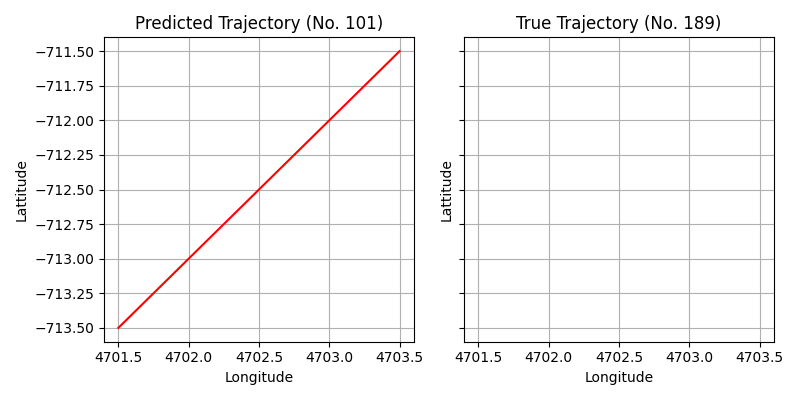 Predicted Trajectory (No. 101)
True Trajectory (No. 189)
−711.50
−711.75
−712.00
−712.25
−712.50
−712.75
−713.00
−713.25
−713.50
Lattitude
4701.5 4702.0 4702.5 4703.0 4703.5
Longitude
Lattitude
4701.5 4702.0 4702.5 4703.0 4703.5
Longitude